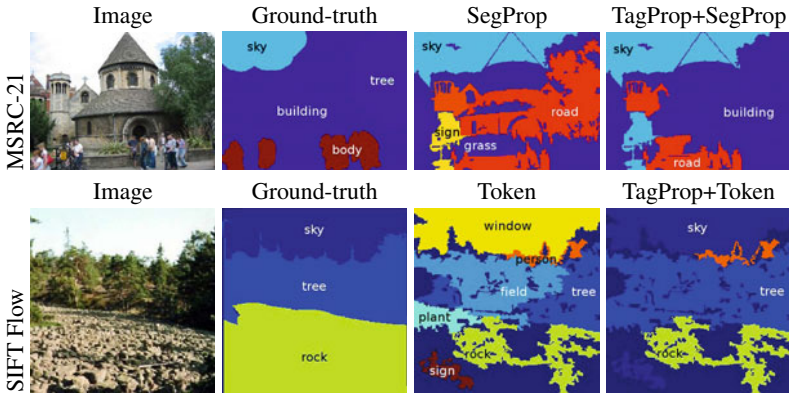 Image Ground-truth SegProp TagProp+SegProp
MSRC-21
sky
tree
building
body
sky
sign
road
grass
sky
building
road
Image Ground-truth Token TagProp+Token
SIFT Flow
sky
tree
rock
window
person
field
tree
plant
rock
sign
sky
tree
rock